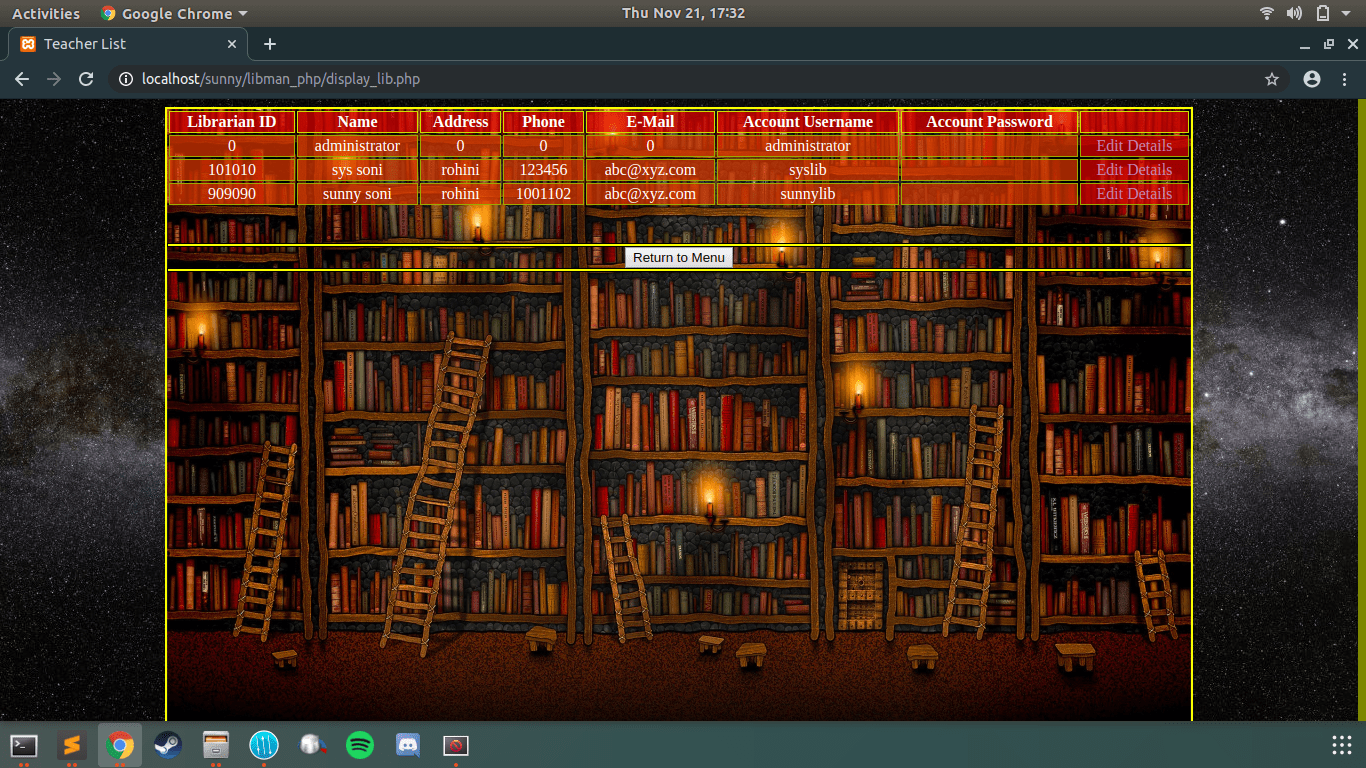 Activities Google Chrome Thu Nov 21, 17:32
Teacher List
localhost/sunny/libman_php/display_lib.php
Librarian ID Name Address Phone E-Mail Account Username Account Password
0 administrator 0 0 0 administrator Edit Details
101010 sys soni rohini 123456 abc@xyz.com syslib Edit Details
909090 sunny soni rohini 1001102 abc@xyz.com sunnylib Edit Details
Return to Menu